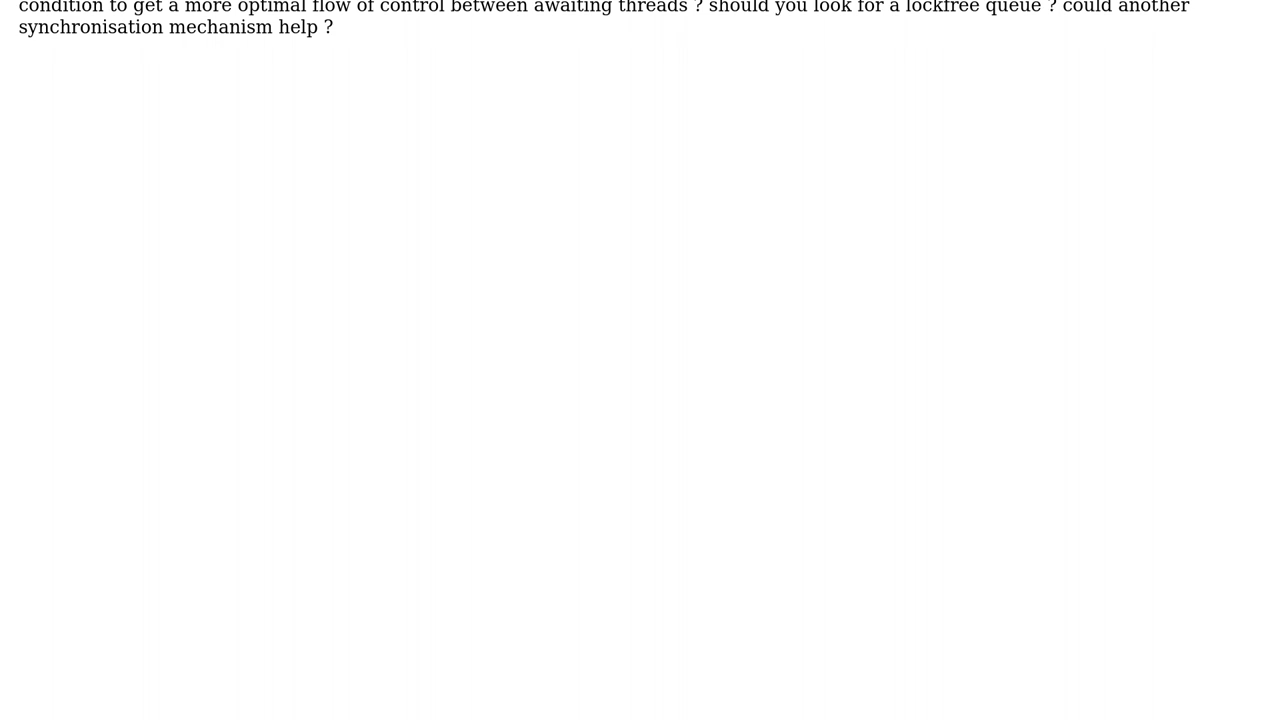 condition to get a more optimal flow of control between awaiting threads ? should you look for a lockfree queue ? could another
synchronisation mechanism help ?